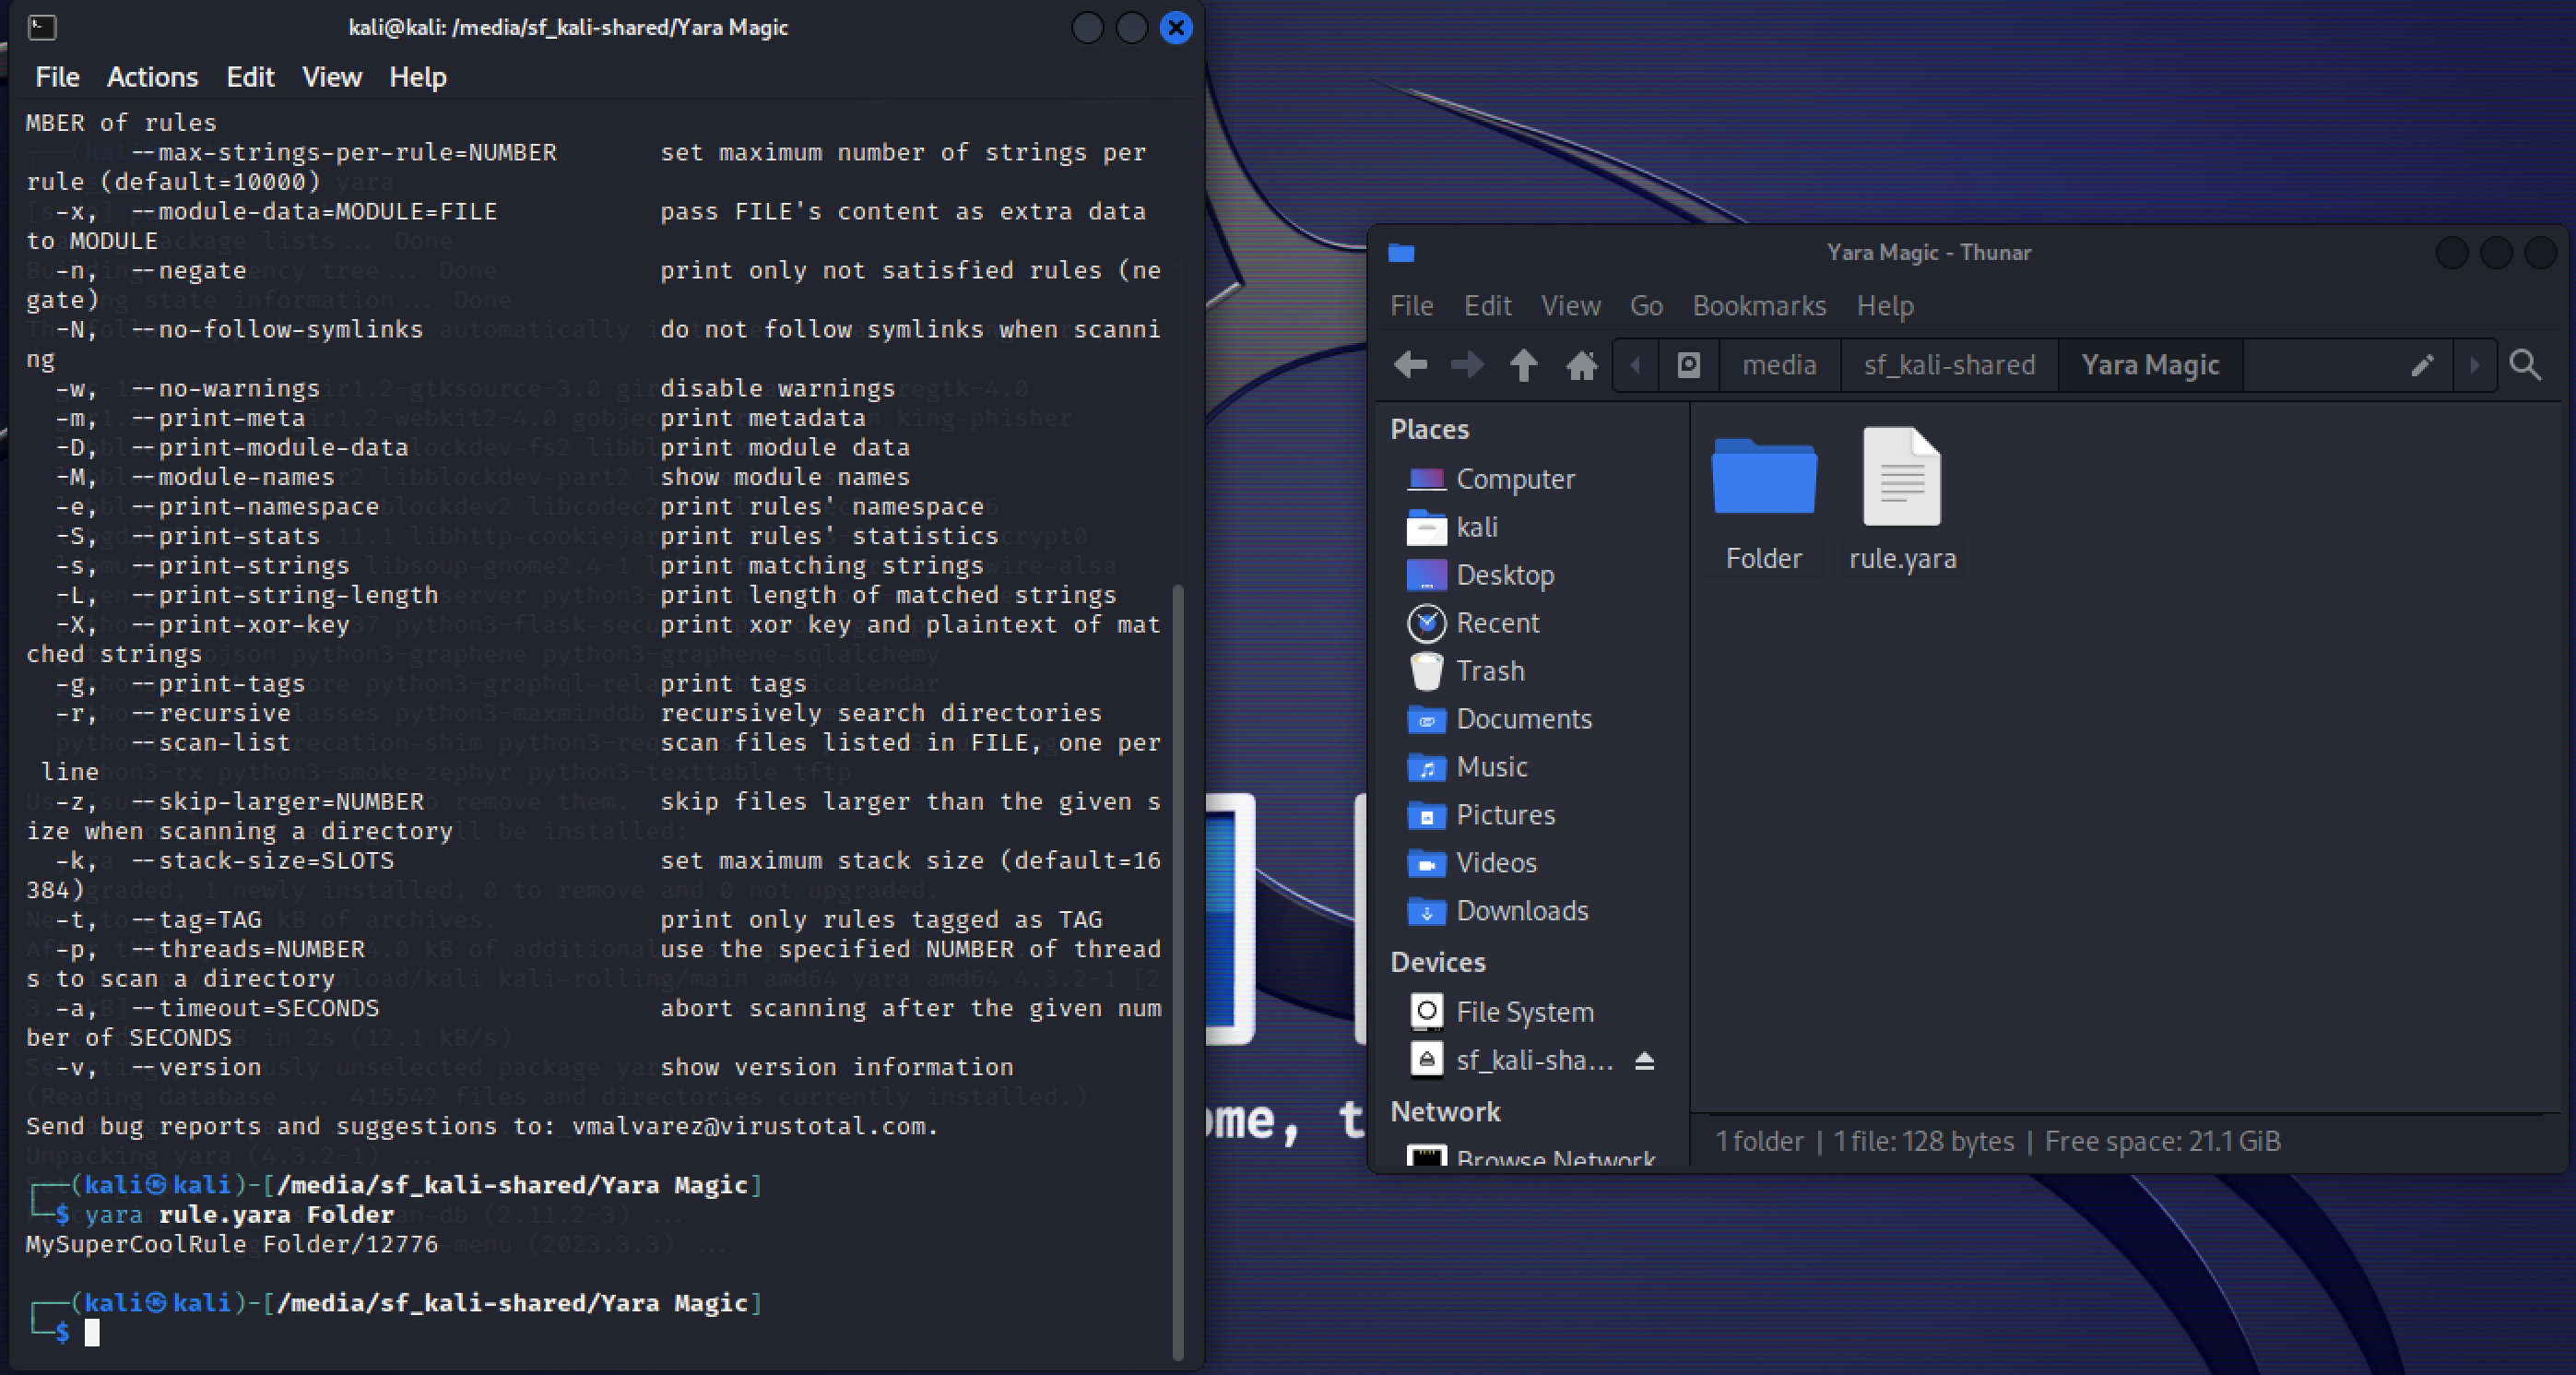 kali@kali: /media/sf_kali-shared/Yara Magic
File Actions Edit View Help
MBER of rules
--max-strings-per-rule=NUMBER set maximum number of strings per
rule (default=10000)
-x, --module-data=MODULE=FILE pass FILE's content as extra data
to MODULE
-n, --negate print only not satisfied rules (ne
gate)
-N, --no-follow-symlinks do not follow symlinks when scanni
ng
-w, --no-warnings disable warnings
-m, --print-meta print metadata
-D, --print-module-data print module data
-M, --module-names show module names
-e, --print-namespace print rules' namespace
-S, --print-stats print rules' statistics
-s, --print-strings print matching strings
-L, --print-string-length print length of matched strings
-X, --print-xor-key print xor key and plaintext of mat
ched strings
-g, --print-tags print tags
-r, --recursive recursively search directories
--scan-list scan files listed in FILE, one per
line
-z, --skip-larger=NUMBER skip files larger than the given s
ize when scanning a directory
-k, --stack-size=SLOTS set maximum stack size (default=16
384)
-t, --tag=TAG print only rules tagged as TAG
-p, --threads=NUMBER use the specified NUMBER of thread
s to scan a directory
-a, --timeout=SECONDS abort scanning after the given num
ber of SECONDS
-v, --version show version information
Send bug reports and suggestions to: vmalvarez@virustotal.com.
(kali㉿kali)-[/media/sf_kali-shared/Yara Magic]
$ yara rule.yara Folder
MySuperCoolRule Folder/12776
(kali㉿kali)-[/media/sf_kali-shared/Yara Magic]
$
Yara Magic - Thunar
File Edit View Go Bookmarks Help
media sf_kali-shared Yara Magic
Places
Computer
kali
Desktop
Recent
Trash
Documents
Music
Pictures
Videos
Downloads
Devices
File System
sf_kali-sha...
Network
Browse Network
Folder
rule.yara
1 folder | 1 file: 128 bytes | Free space: 21.1 GiB
ome, t